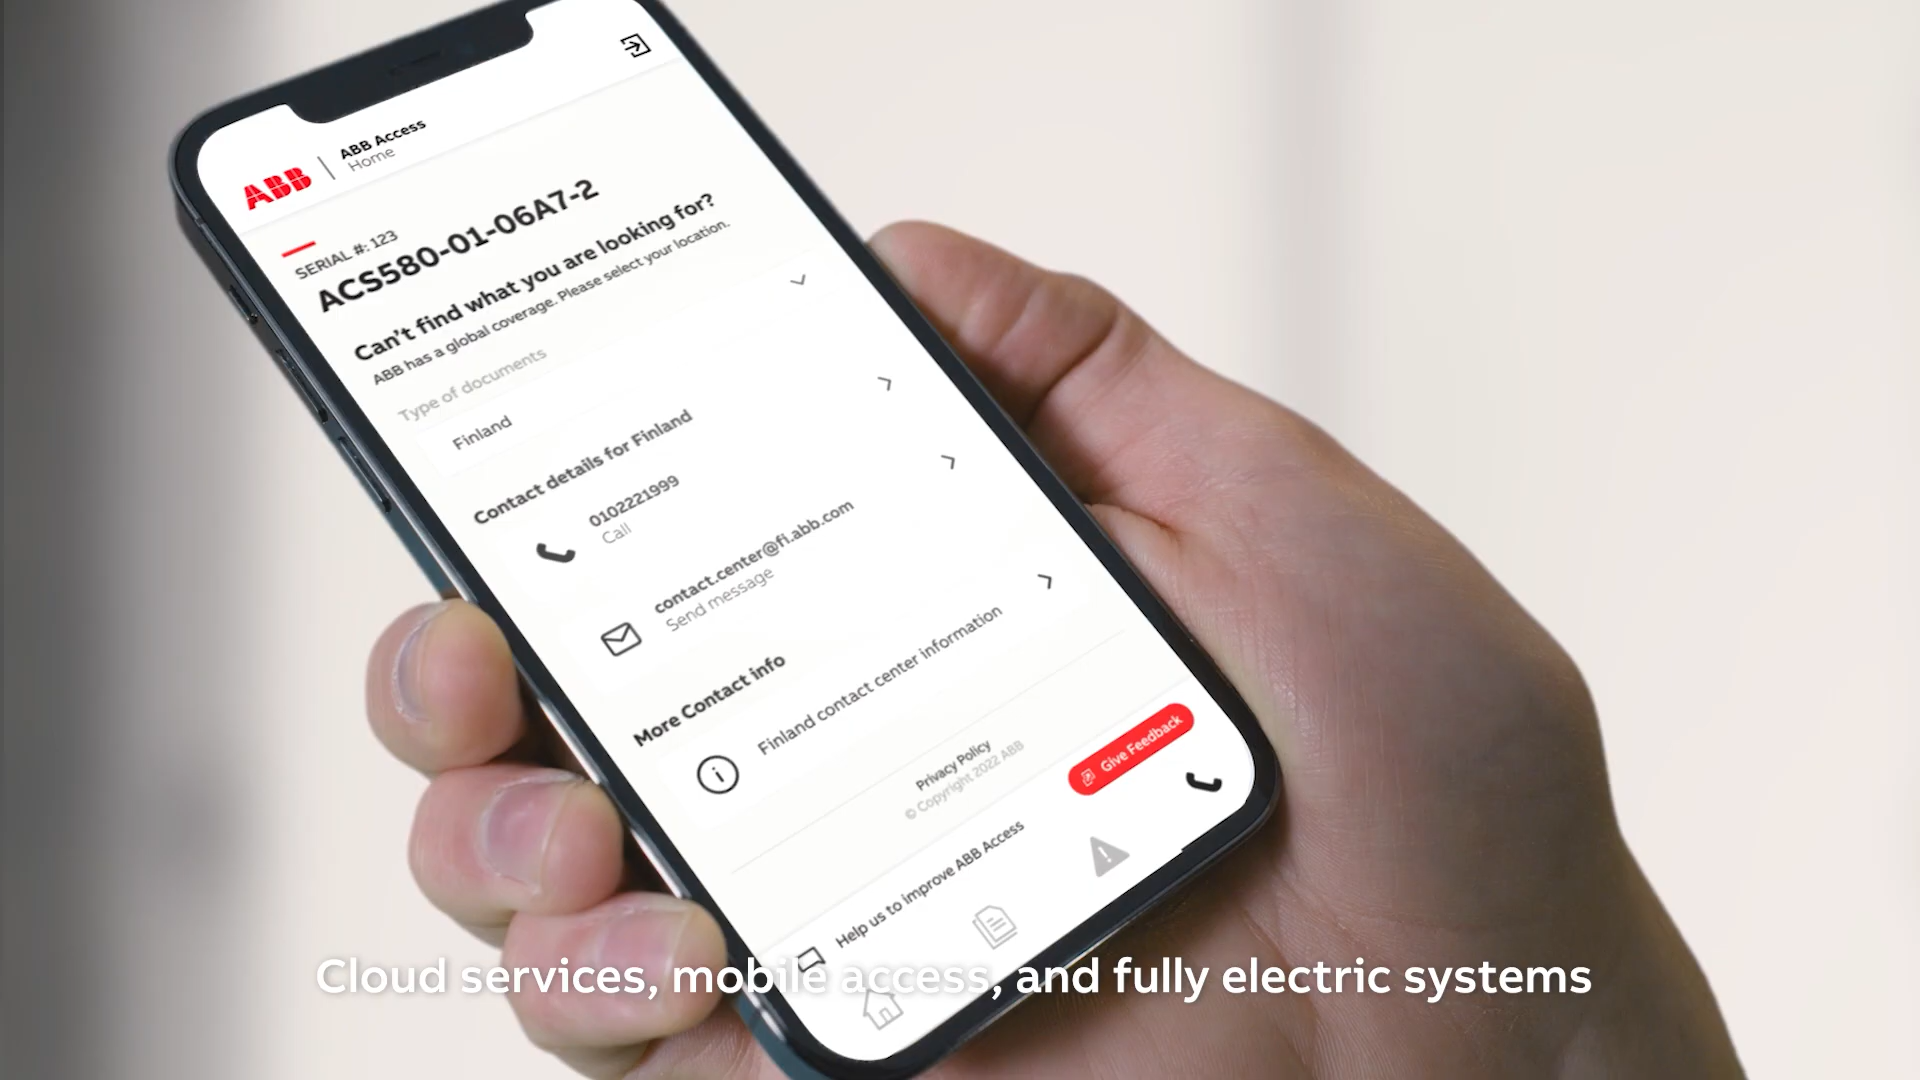 ABB
ABB Access
Home
SERIAL #: 123
ACS580-01-06A7-2
Can't find what you are looking for?
ABB has a global coverage. Please select your location.
Type of documents
Finland
Contact details for Finland
0102221999
Call
contact.center@fi.abb.com
Send message
More Contact info
Finland contact center information
Privacy Policy
© Copyright 2022 ABB
Help us to improve ABB Access
Give Feedback
Cloud services, mobile access, and fully electric systems